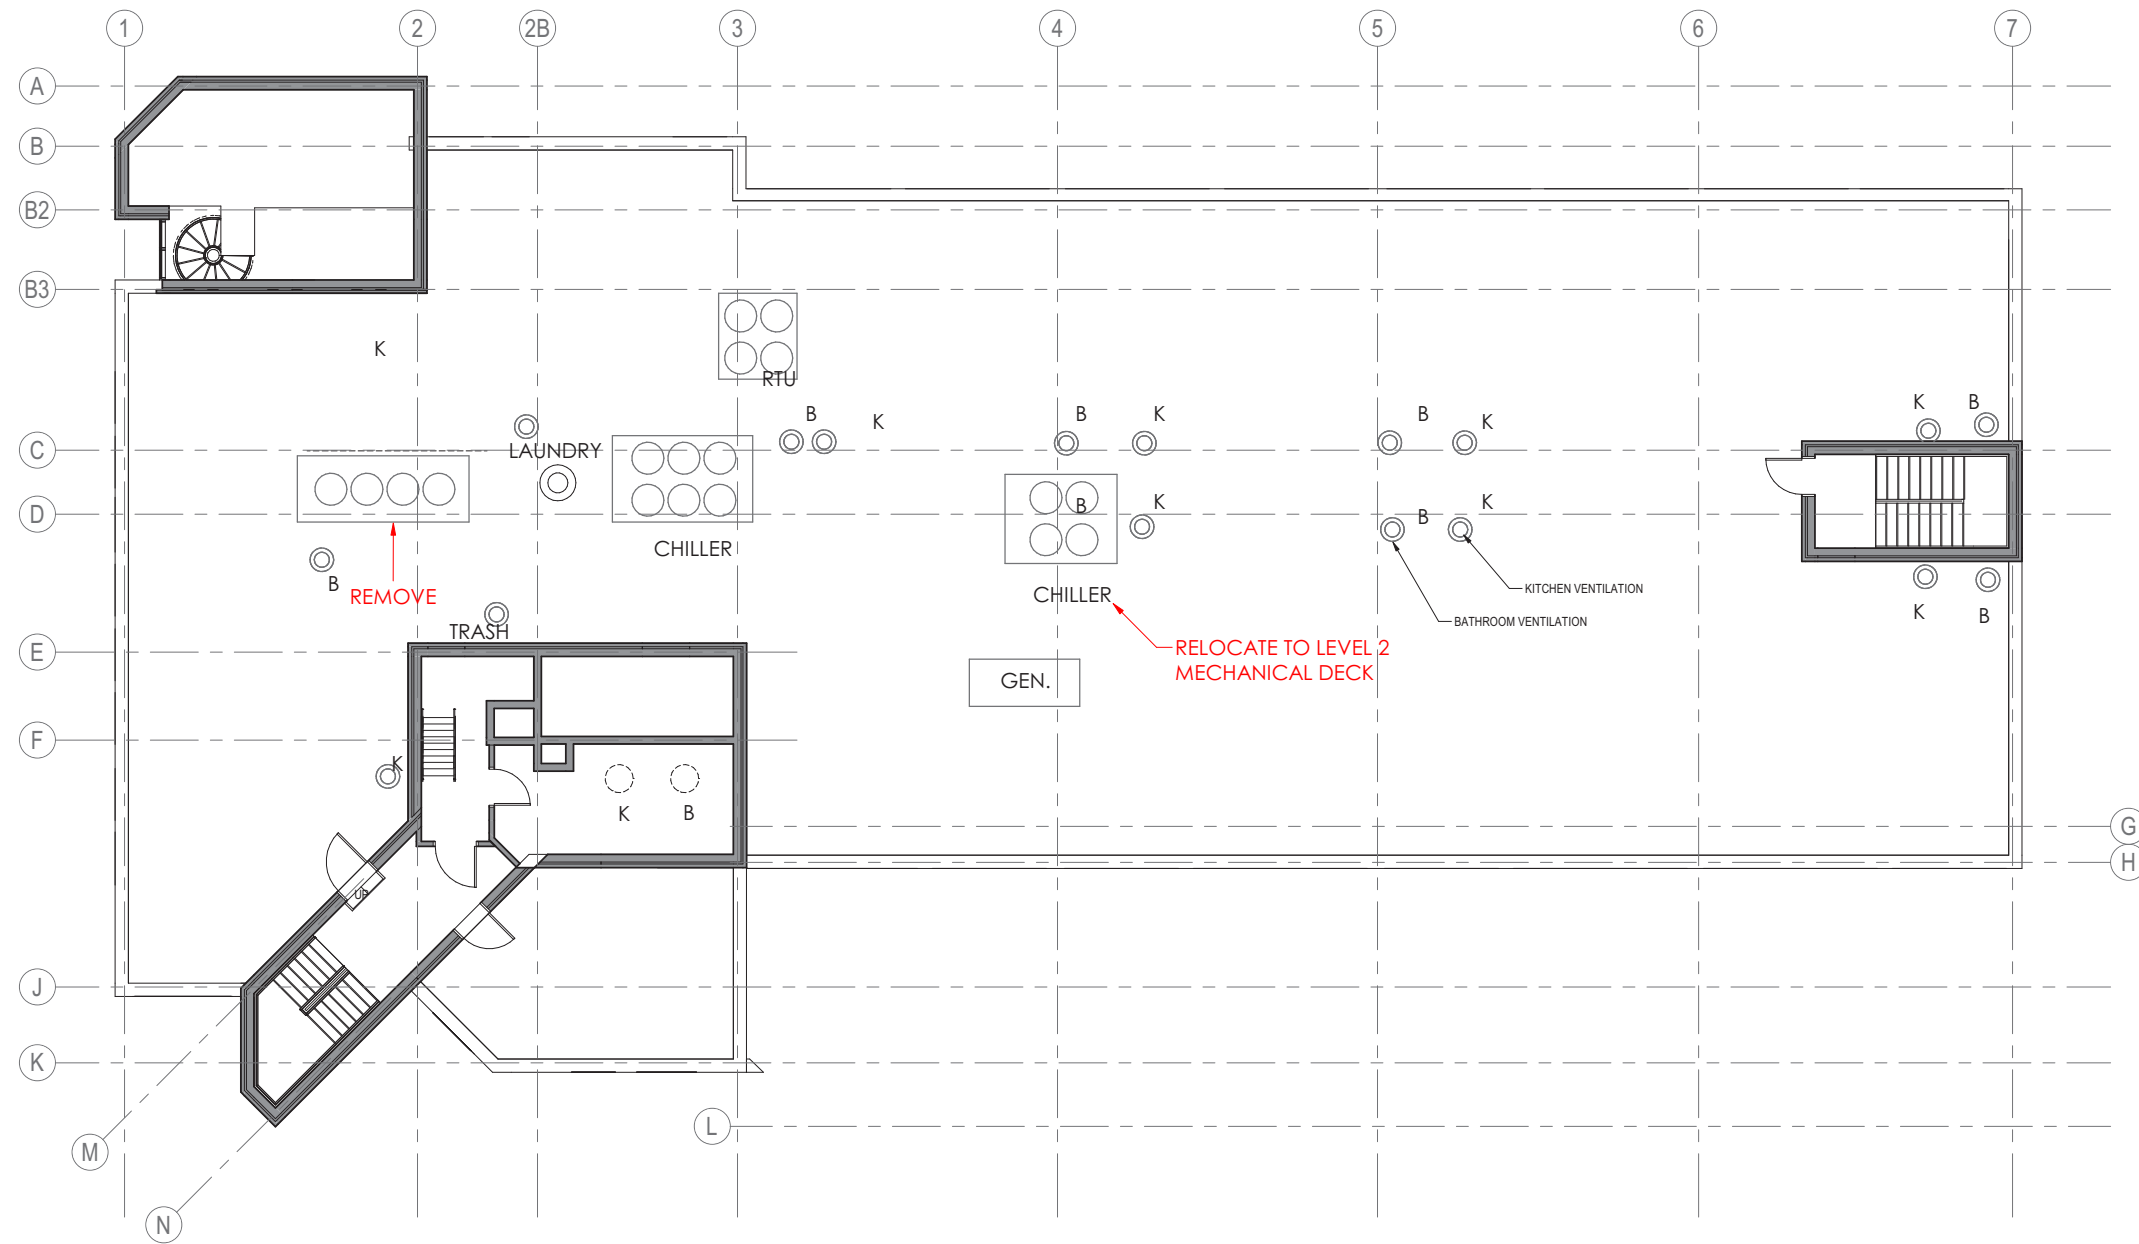 1 2 2B 3 4 5 6 7
A
B
B2
B3
K
RTU
B K B K B K K B
C
LAUNDRY
D
B K B K
CHILLER
B
REMOVE
CHILLER
KITCHEN VENTILATION
BATHROOM VENTILATION
K B
TRASH
E
RELOCATE TO LEVEL 2
MECHANICAL DECK
GEN.
F
K
K B
G
H
UP
J
K
L
M
N